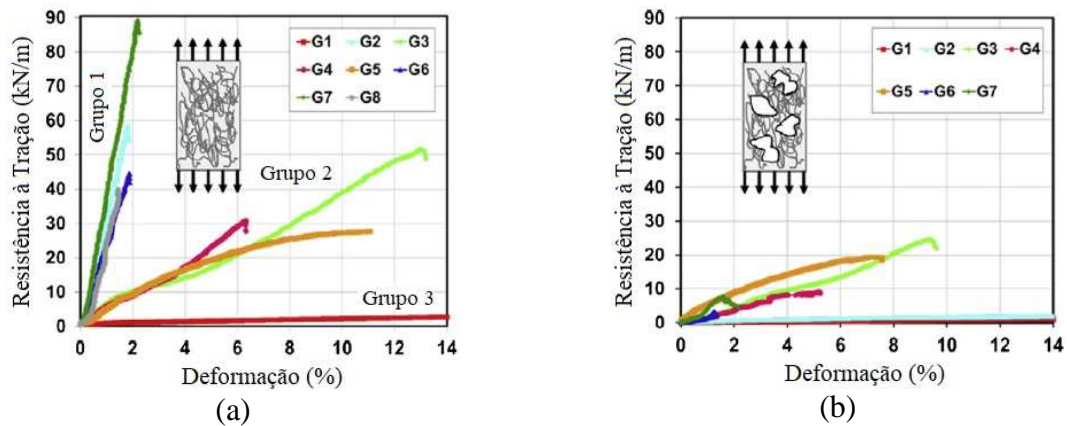 90
80
70
60
50
40
30
20
10
0
Resistência à Tração (kN/m)
G1 G2 G3
G4 G5 G6
G7 G8
Grupo 1
Grupo 2
Grupo 3
0 2 4 6 8 10 12 14
Deformação (%)
(a)
90
80
70
60
50
40
30
20
10
0
Resistência à Tração (kN/m)
G1 G2 G3 G4
G5 G6 G7
0 2 4 6 8 10 12 14
Deformação (%)
(b)